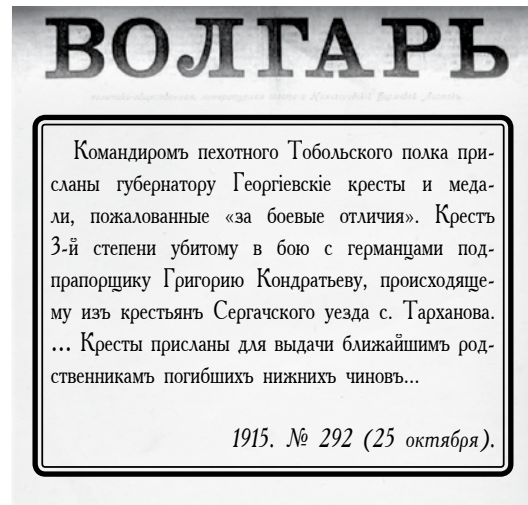 ВОЛГАРЬ
Командиромъ пехотного Тобольского полка при-
сланы губернатору Георгіевскіе кресты и меда-
ли, пожалованные «за боевые отличия». Крестъ
3-й степени убитому в бою с германцами под-
прапорщику Григорию Кондратьеву, происходяще-
му изъ крестьянъ Сергачского уезда с. Тарханова.
... Кресты присланы для выдачи ближайшимъ род-
ственникамъ погибшихъ нижнихъ чиновъ...
1915. № 292 (25 октября).